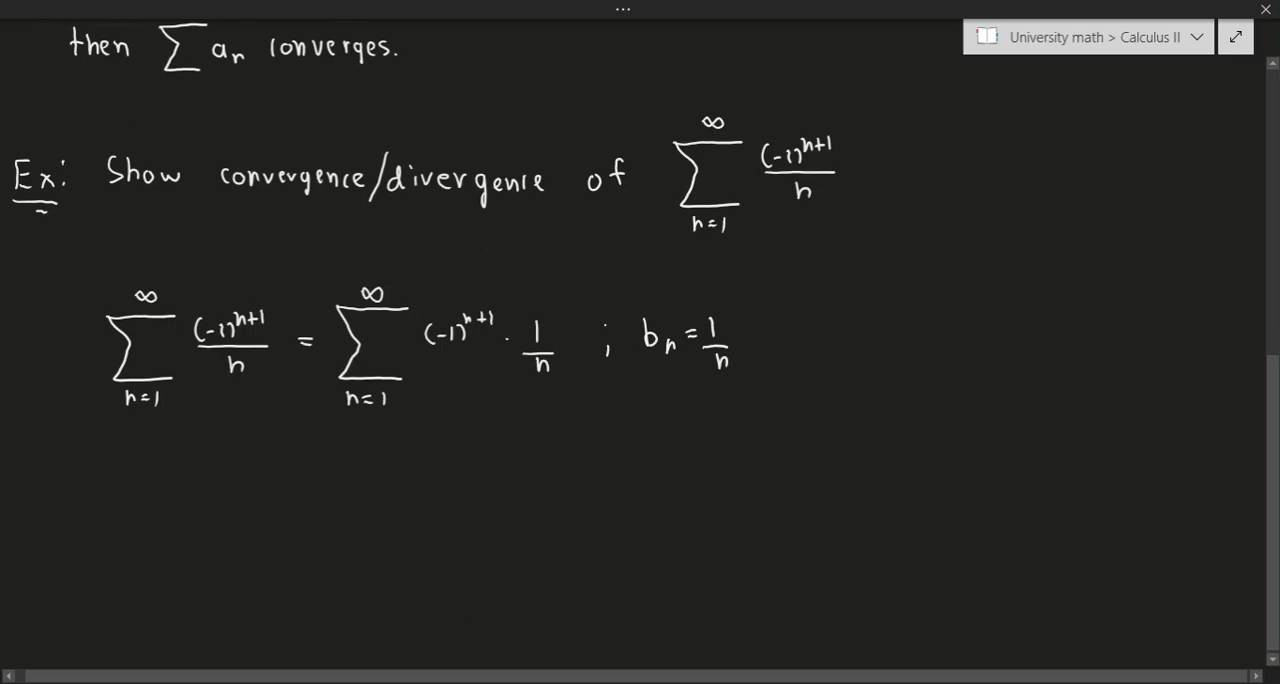 ...
University math > Calculus II
then ∑ aₙ converges.
Ex: Show convergence/divergence of ∑_{n=1}^{∞} (-1)^{n+1}/n
∑_{n=1}^{∞} (-1)^{n+1}/n = ∑_{n=1}^{∞} (-1)^{n+1} · 1/n ; bₙ = 1/n